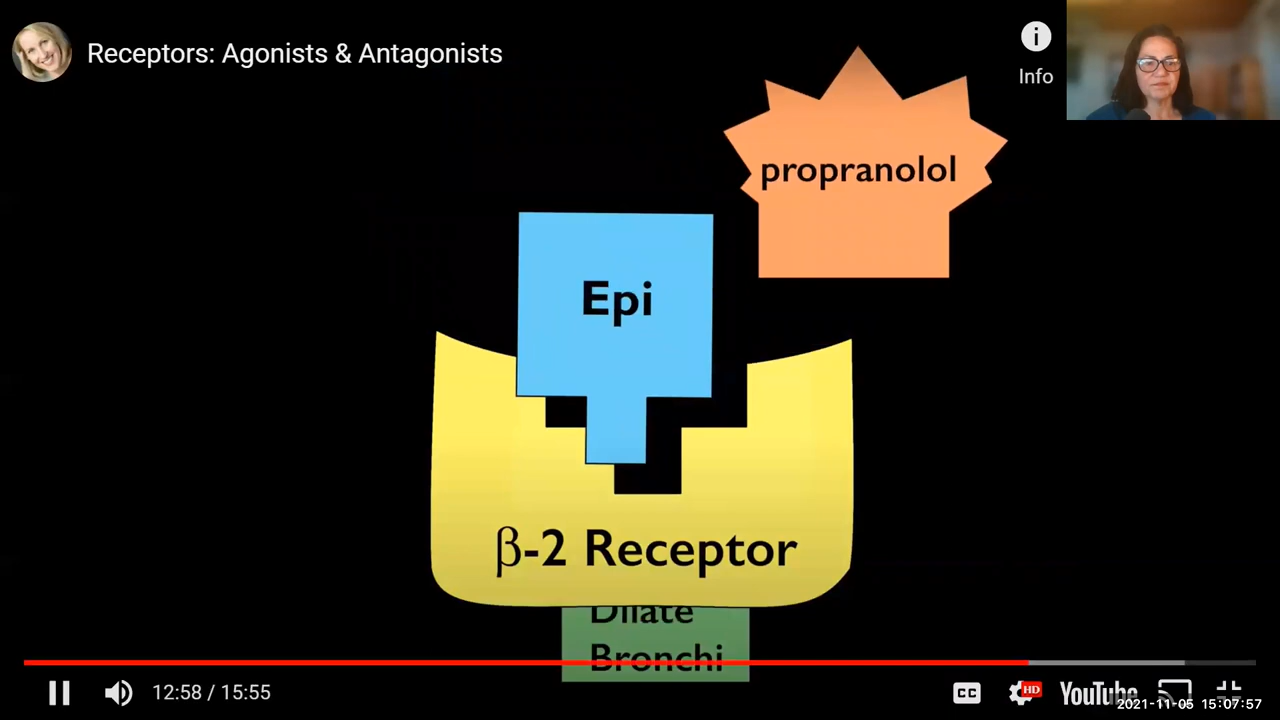 Receptors: Agonists & Antagonists
Info
propranolol
Epi
β-2 Receptor
Dilate
Bronchi
12:58 / 15:55
CC
HD
YouTube
2021-11-05 15:07:57